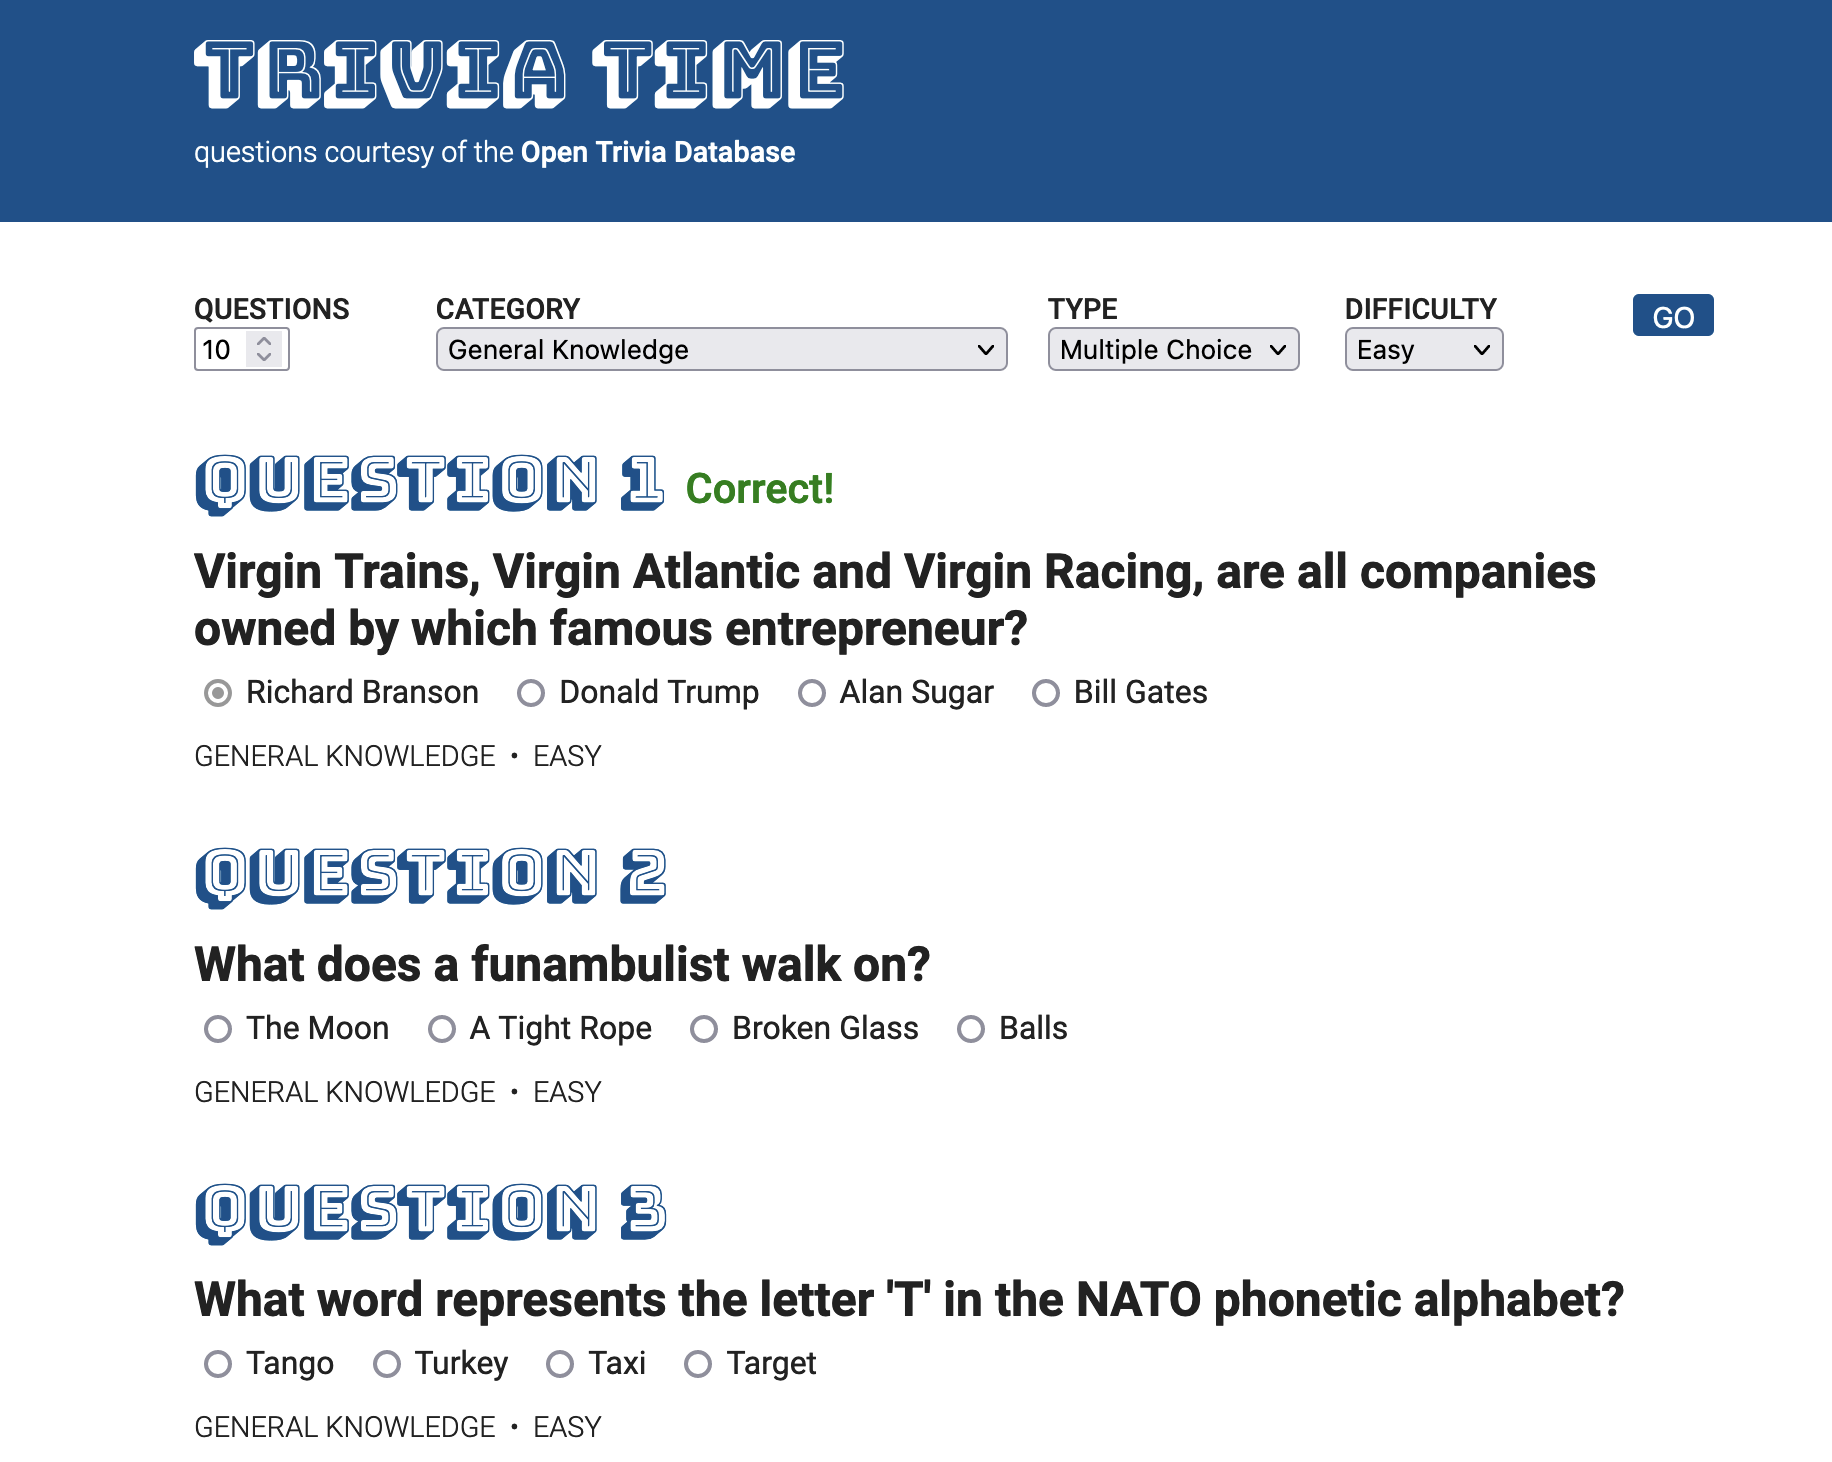 TRIVIA TIME
questions courtesy of the Open Trivia Database
QUESTIONS CATEGORY TYPE DIFFICULTY GO
10 General Knowledge Multiple Choice Easy
QUESTION 1 Correct!
Virgin Trains, Virgin Atlantic and Virgin Racing, are all companies
owned by which famous entrepreneur?
Richard Branson Donald Trump Alan Sugar Bill Gates
GENERAL KNOWLEDGE • EASY
QUESTION 2
What does a funambulist walk on?
The Moon A Tight Rope Broken Glass Balls
GENERAL KNOWLEDGE • EASY
QUESTION 3
What word represents the letter 'T' in the NATO phonetic alphabet?
Tango Turkey Taxi Target
GENERAL KNOWLEDGE • EASY